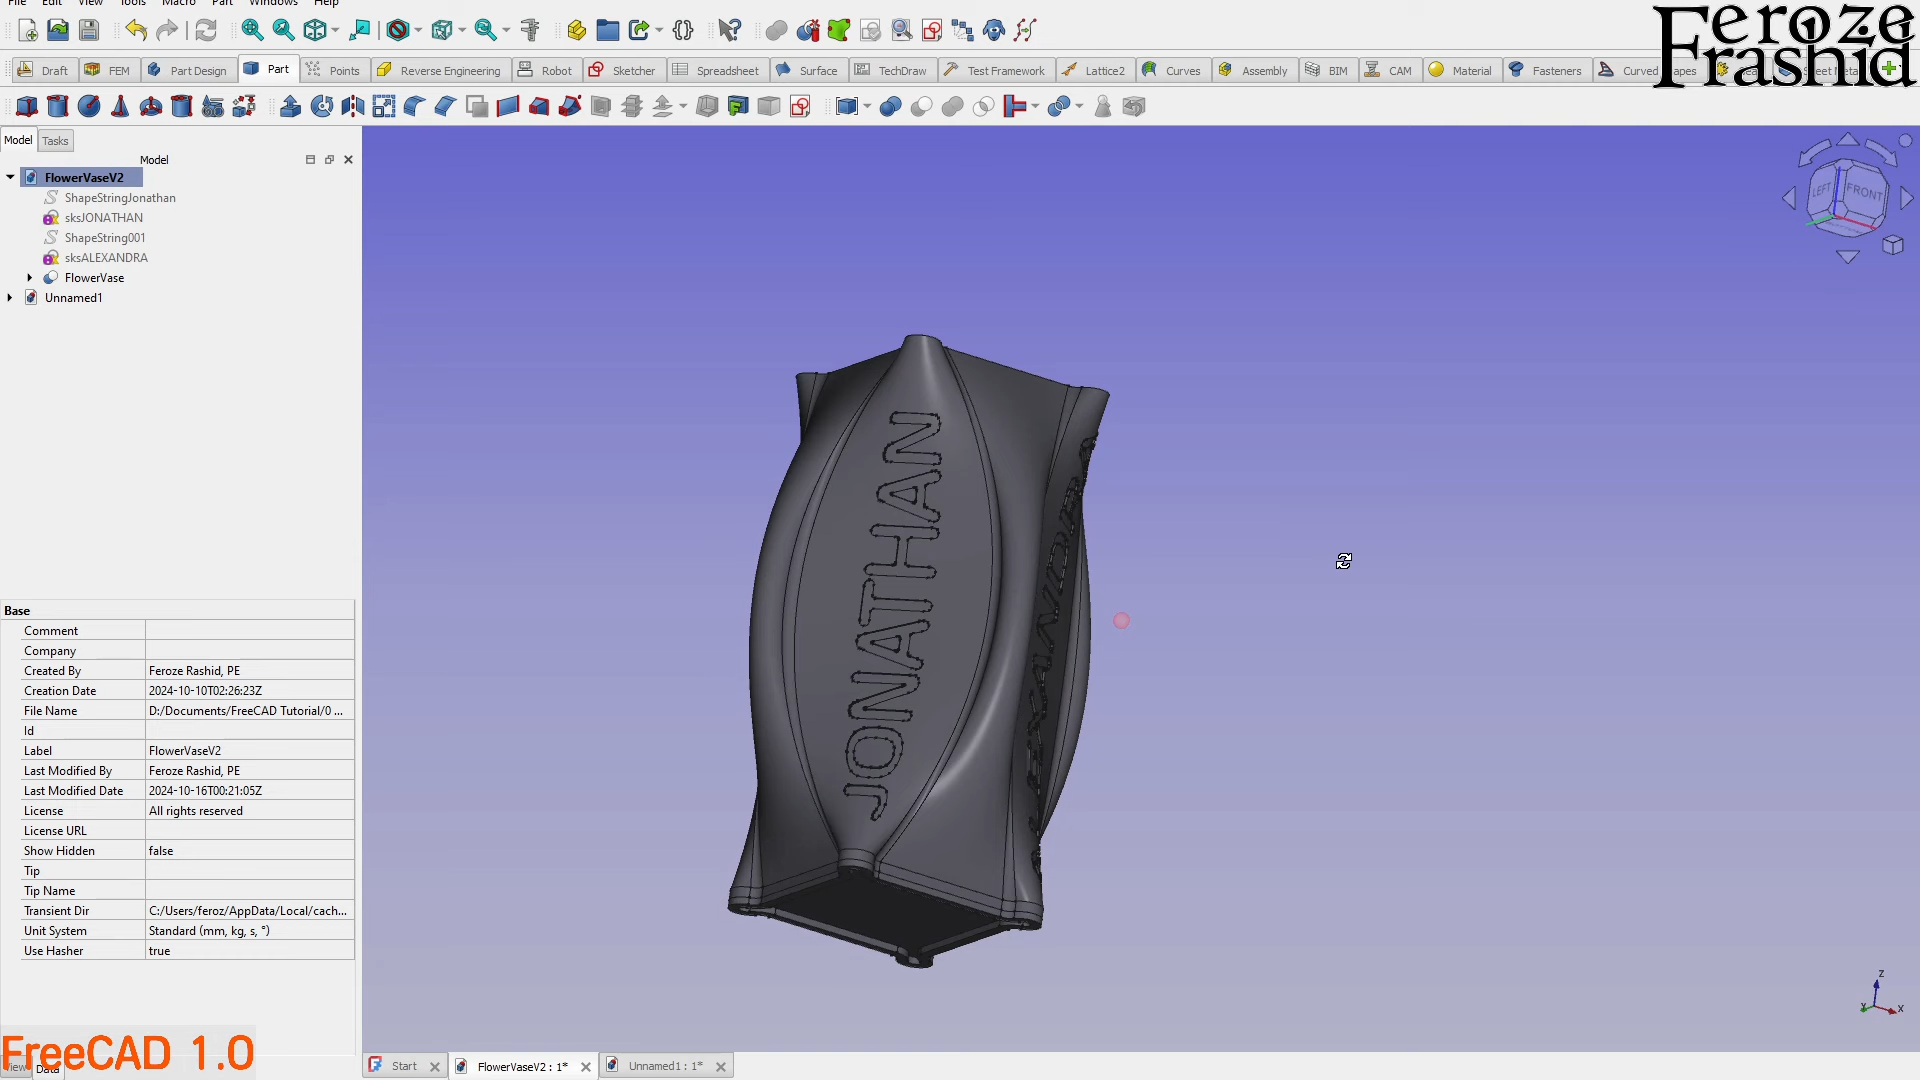 File Edit View Tools Macro Part Windows Help
Feroze
Rashid
Draft FEM Part Design Part Points Reverse Engineering Robot Sketcher Spreadsheet Surface TechDraw Test Framework Lattice2 Curves Assembly BIM CAM Material Fasteners Curved Shapes
Model Tasks
Model
FlowerVaseV2
ShapeStringJonathan
sksJONATHAN
ShapeString001
sksALEXANDRA
FlowerVase
Unnamed1
LEFT FRONT
JONATHAN
Base
Comment
Company
Created By Feroze Rashid, PE
Creation Date 2024-10-10T02:26:23Z
File Name D:/Documents/FreeCAD Tutorial/0 ...
Id
Label FlowerVaseV2
Last Modified By Feroze Rashid, PE
Last Modified Date 2024-10-16T00:21:05Z
License All rights reserved
License URL
Show Hidden false
Tip
Tip Name
Transient Dir C:/Users/feroz/AppData/Local/cach...
Unit System Standard (mm, kg, s, °)
Use Hasher true
Z
Y X
FreeCAD 1.0
View Data
Start FlowerVaseV2 : 1* Unnamed1 : 1*